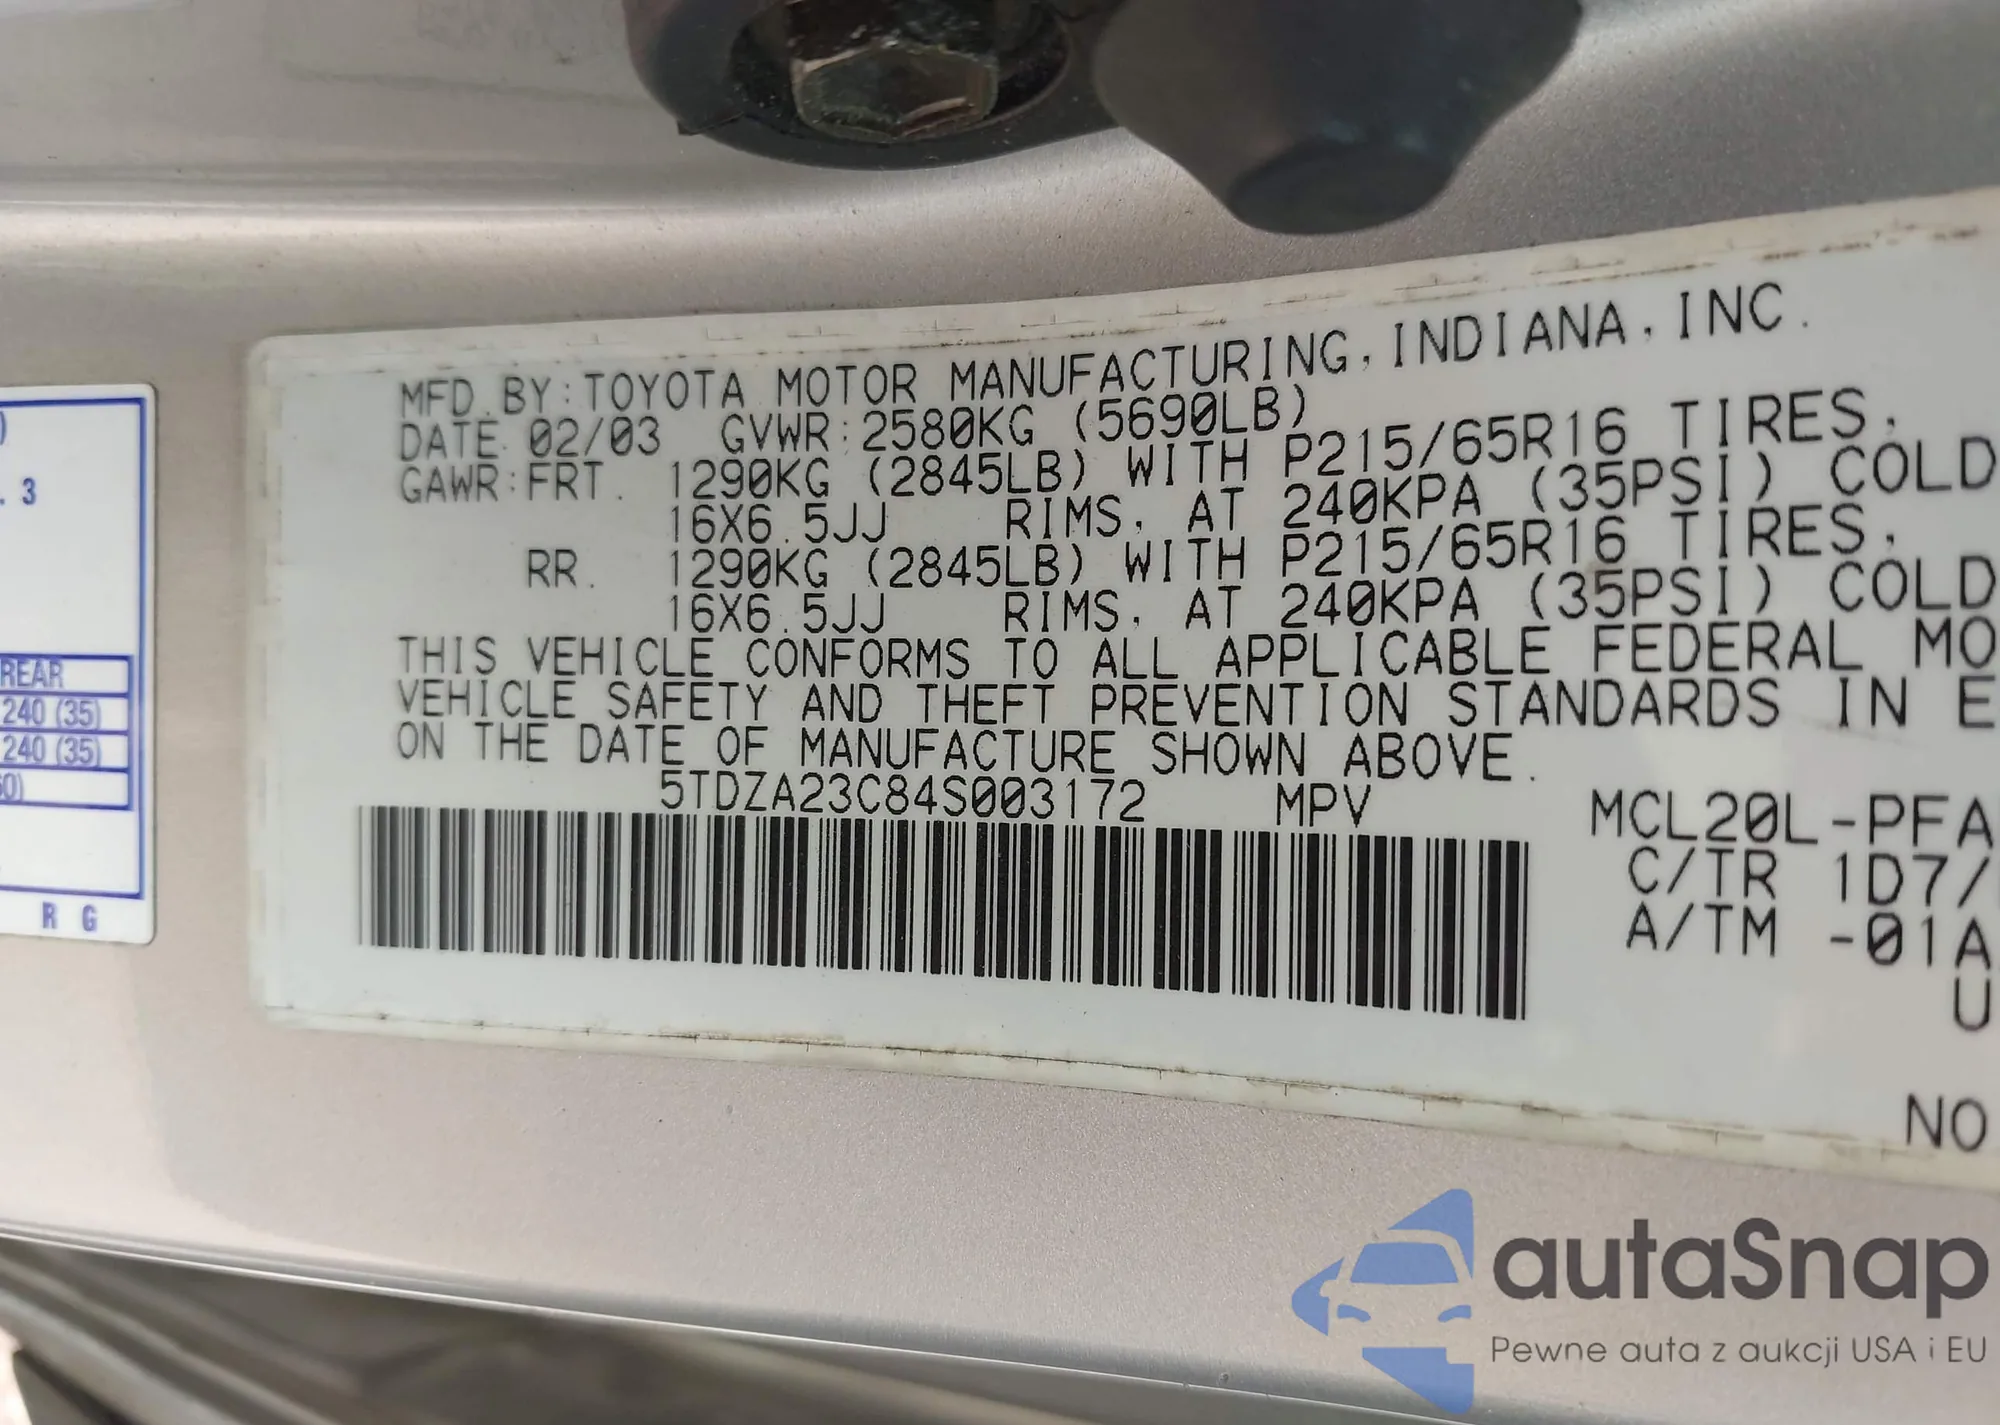 MFD. BY: TOYOTA MOTOR MANUFACTURING, INDIANA, INC.
DATE 02/03 GVWR: 2580KG (5690LB)
GAWR: FRT. 1290KG (2845LB) WITH P215/65R16 TIRES,
16X6.5JJ RIMS, AT 240KPA (35PSI) COLD
RR. 1290KG (2845LB) WITH P215/65R16 TIRES,
16X6.5JJ RIMS, AT 240KPA (35PSI) COLD
THIS VEHICLE CONFORMS TO ALL APPLICABLE FEDERAL MO
VEHICLE SAFETY AND THEFT PREVENTION STANDARDS IN E
ON THE DATE OF MANUFACTURE SHOWN ABOVE.
5TDZA23C84S003172 MPV MCL20L-PFA
C/TR 1D7/
A/TM -01A
U
NO
. 3
REAR
240 (35)
240 (35)
60)
R G
autaSnap
Pewne auta z aukcji USA i EU